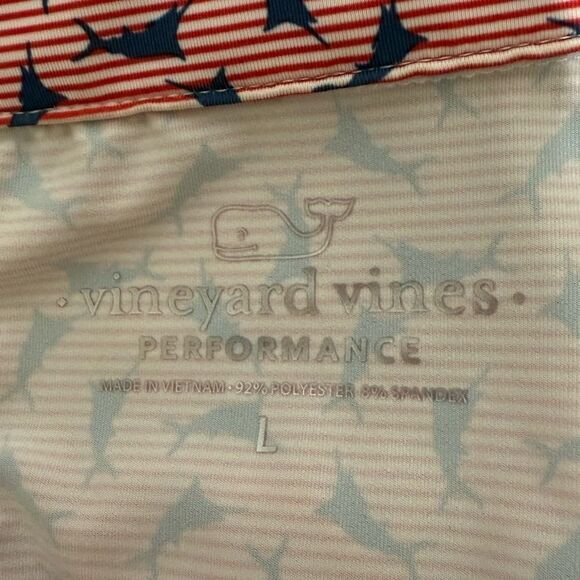 · vineyard vines ·
PERFORMANCE
MADE IN VIETNAM · 92% POLYESTER · 8% SPANDEX
L